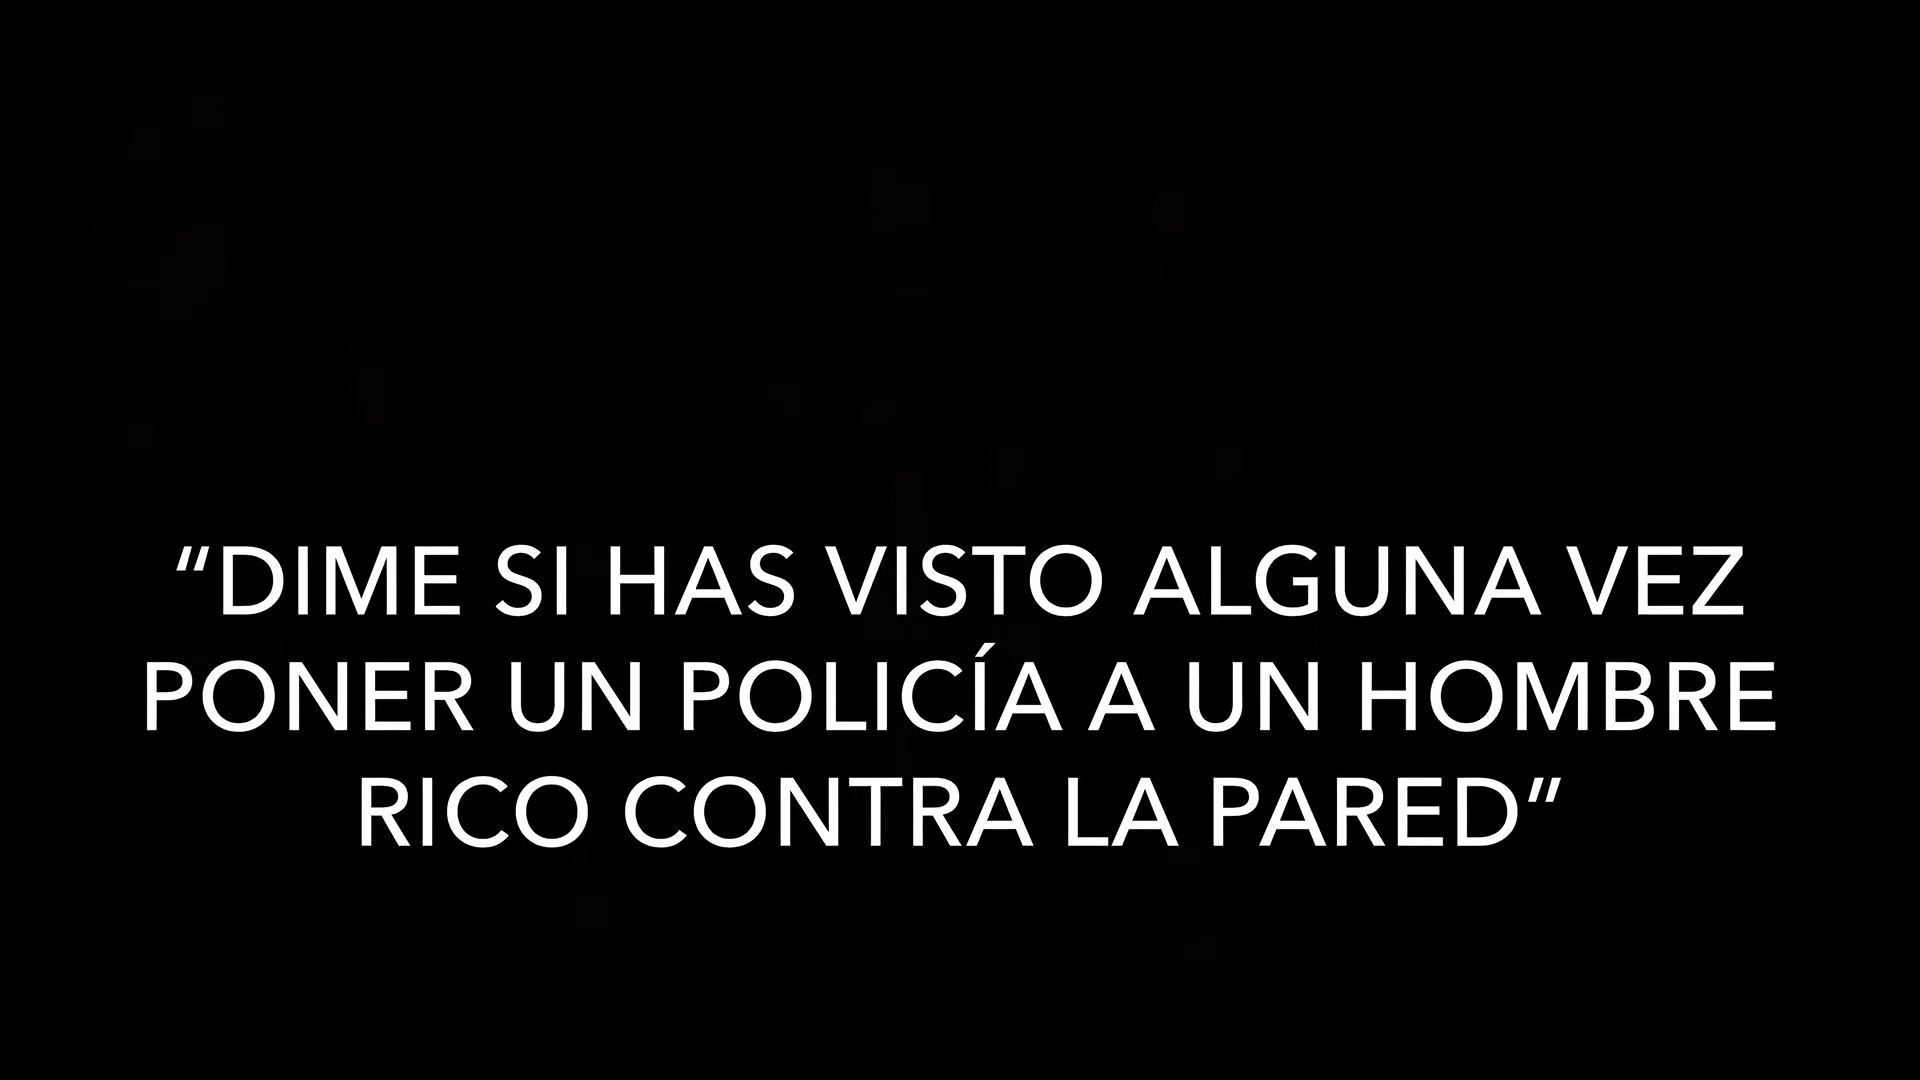 “DIME SI HAS VISTO ALGUNA VEZ
PONER UN POLICÍA A UN HOMBRE
RICO CONTRA LA PARED”